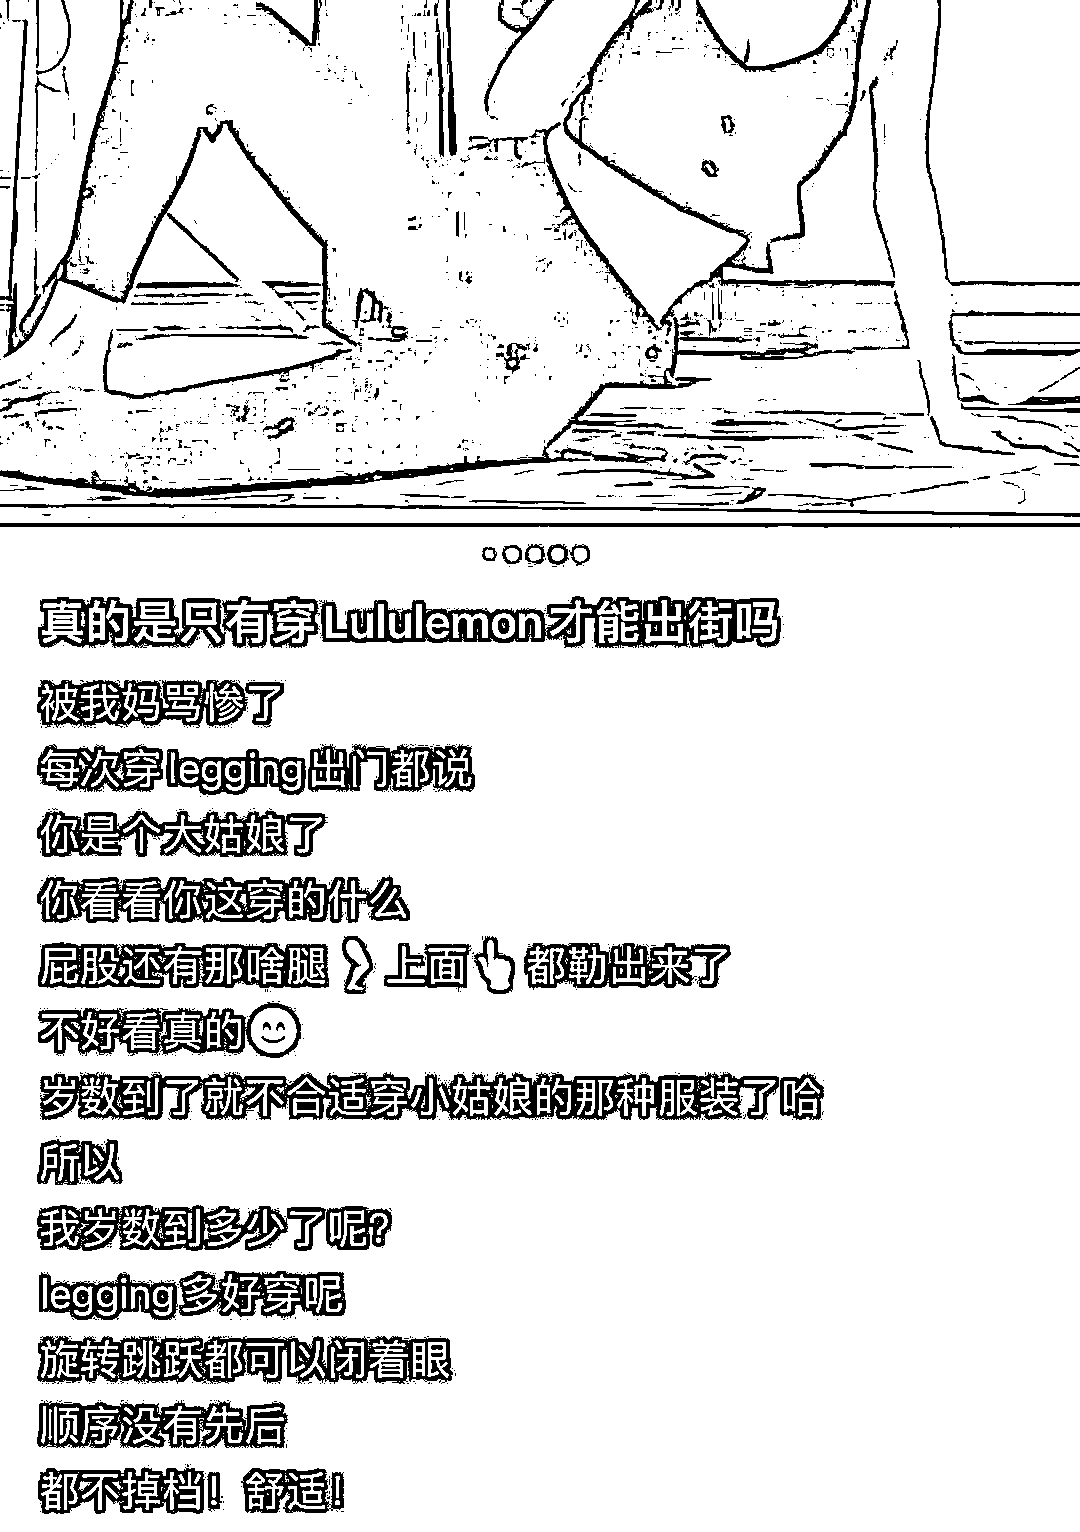 真的是只有穿Lululemon才能出街吗
被我妈骂惨了
每次穿legging出门都说
你是个大姑娘了
你看看你这穿的什么
屁股还有那啥腿🦵上面👆都勒出来了
不好看真的😊
岁数到了就不合适穿小姑娘的那种服装了哈
所以
我岁数到多少了呢？
legging多好穿呢
旋转跳跃都可以闭着眼
顺序没有先后
都不掉档！舒适！